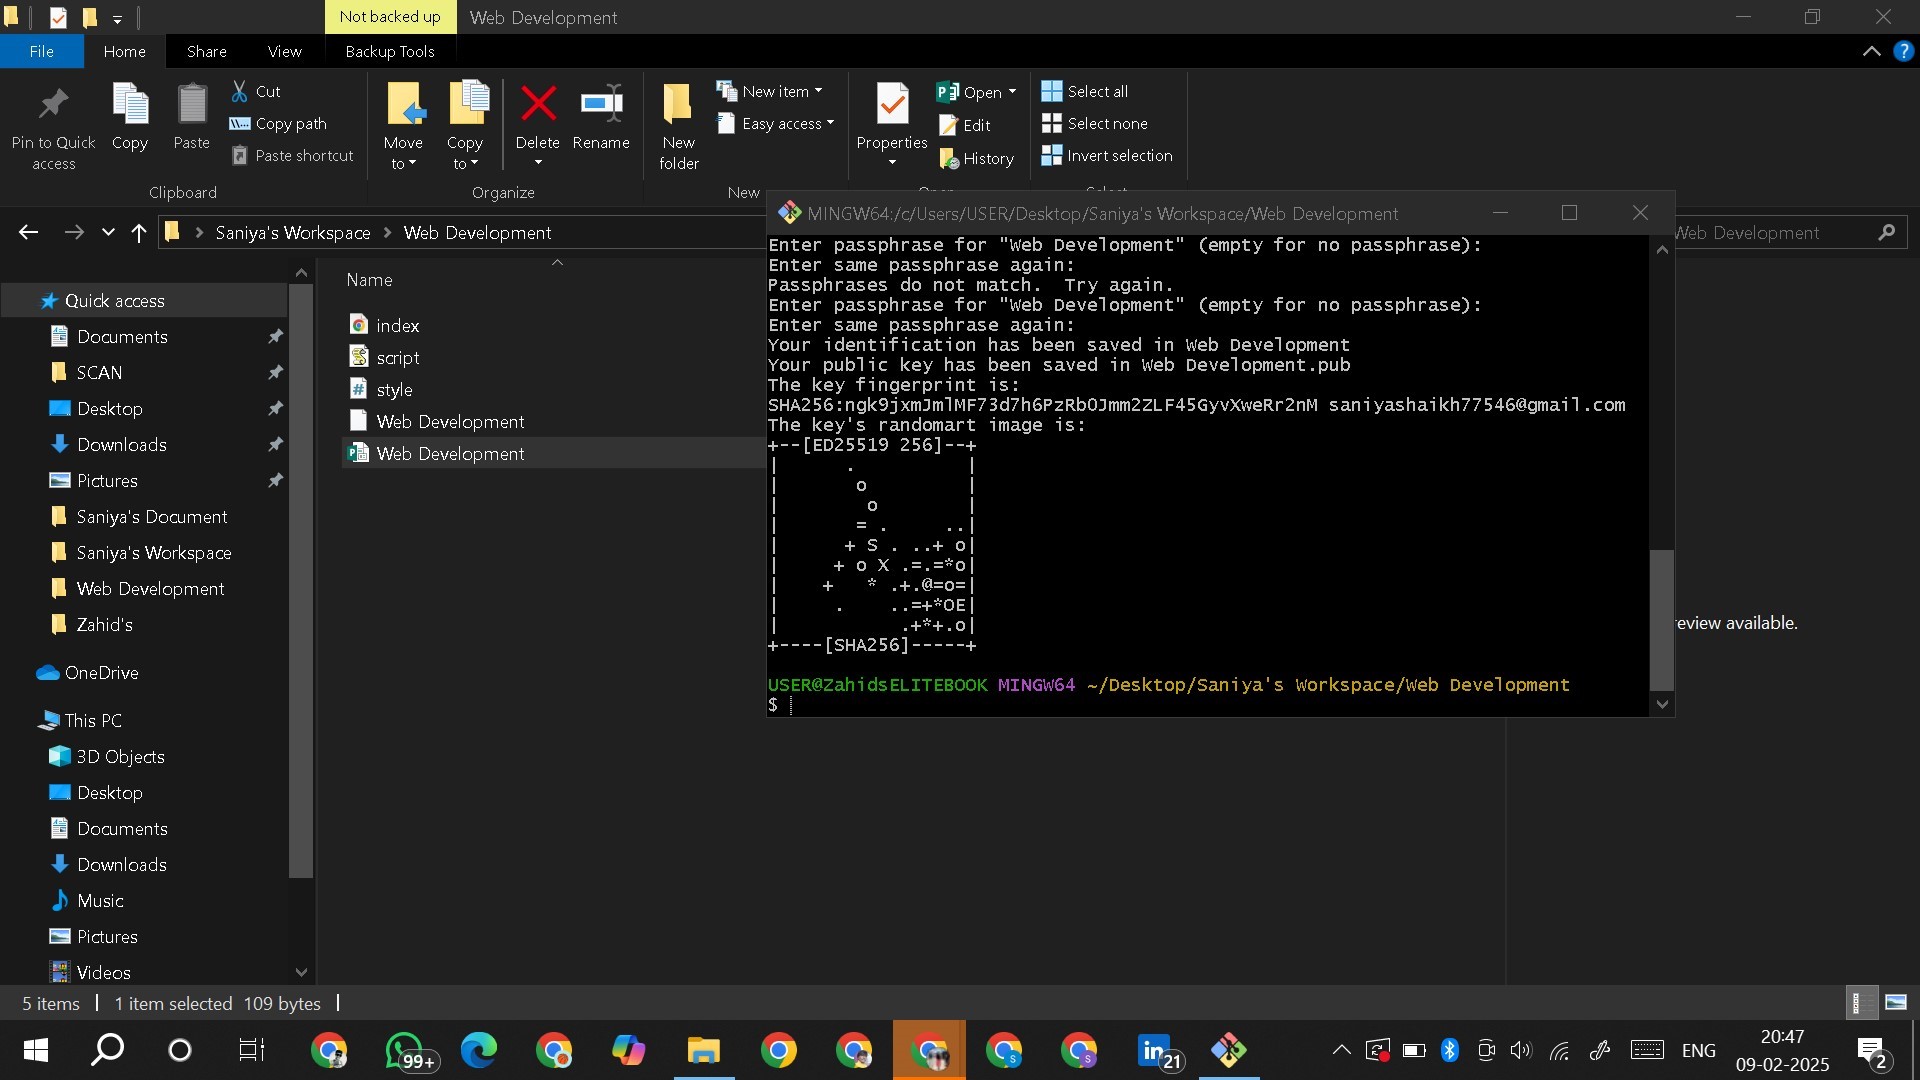 Not backed up
Web Development
File
Home
Share
View
Backup Tools
Pin to Quick access
Copy
Paste
Cut
Copy path
Paste shortcut
Clipboard
Move to
Copy to
Delete
Rename
Organize
New folder
New item
Easy access
New
Properties
Open
Edit
History
Select all
Select none
Invert selection
Saniya's Workspace
Web Development
Web Development
Name
index
script
style
Web Development
Web Development
Quick access
Documents
SCAN
Desktop
Downloads
Pictures
Saniya's Document
Saniya's Workspace
Web Development
Zahid's
OneDrive
This PC
3D Objects
Desktop
Documents
Downloads
Music
Pictures
Videos
MINGW64:/c/Users/USER/Desktop/Saniya's Workspace/Web Development
Enter passphrase for "Web Development" (empty for no passphrase):
Enter same passphrase again:
Passphrases do not match.  Try again.
Enter passphrase for "Web Development" (empty for no passphrase):
Enter same passphrase again:
Your identification has been saved in Web Development
Your public key has been saved in Web Development.pub
The key fingerprint is:
SHA256:ngk9jxmJmlMF73d7h6PzRbOJmm2ZLF45GyvXweRr2nM saniyashaikh77546@gmail.com
The key's randomart image is:
+--[ED25519 256]--+
|      .          |
|       o         |
|        o        |
|       = .     ..|
|      + S . ..+ o|
|     + o X .=.=*o|
|    +   * .+.@=o=|
|     .    ..=+*OE|
|           .+*+.o|
+----[SHA256]-----+
USER@ZahidsELITEBOOK MINGW64 ~/Desktop/Saniya's Workspace/Web Development
$
eview available.
5 items
1 item selected
109 bytes
99+
21
ENG
20:47
09-02-2025
2